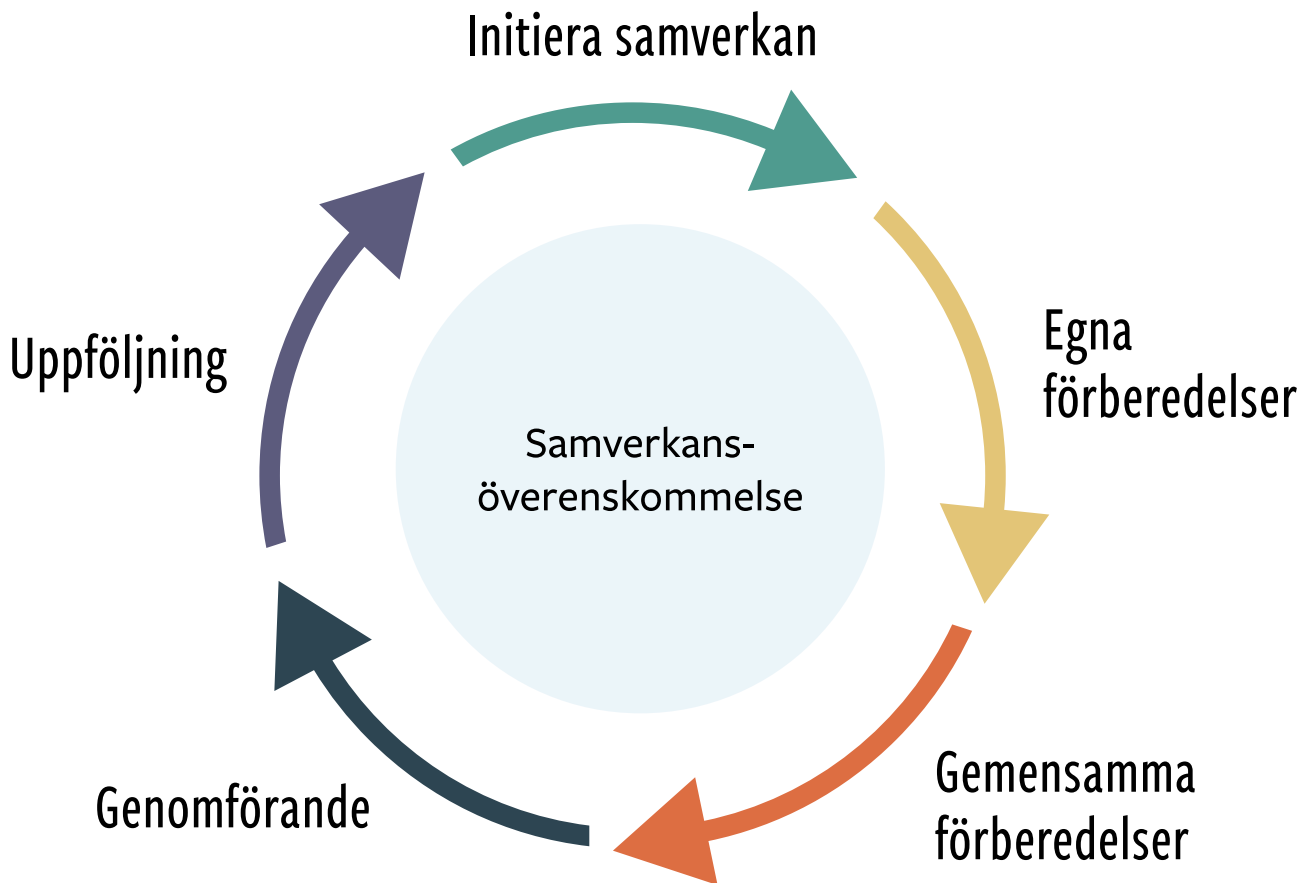 Initiera samverkan
Egna
förberedelser
Gemensamma
förberedelser
Genomförande
Uppföljning
Samverkans-
överenskommelse